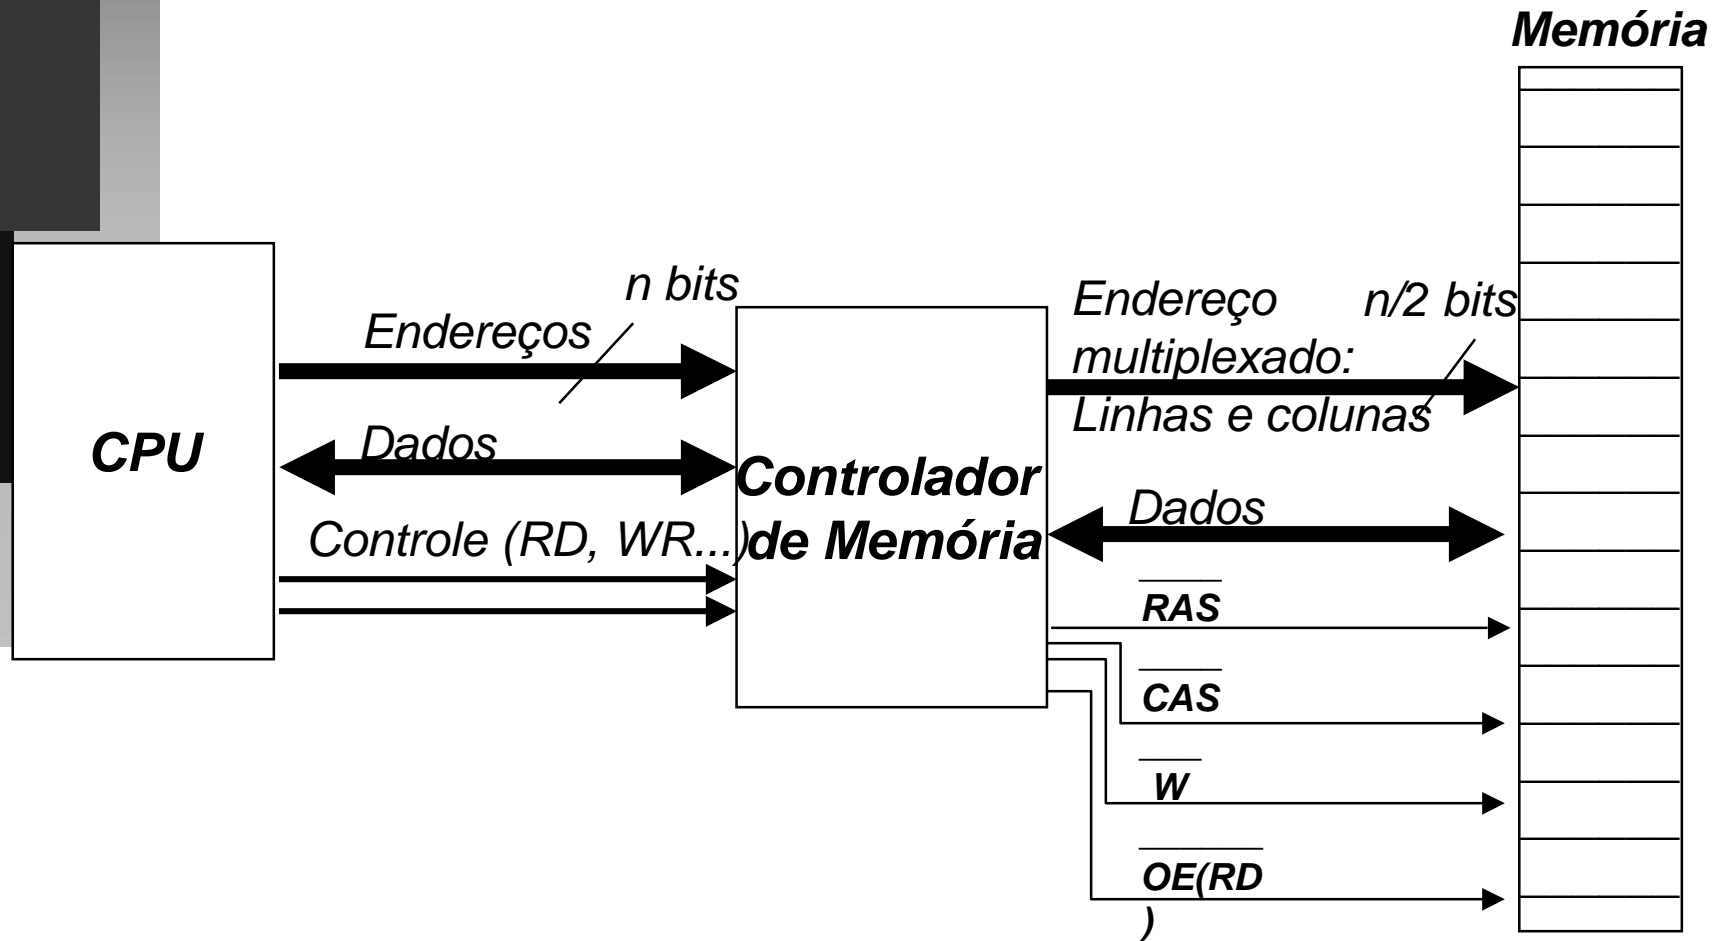 Memória
n bits
Endereços
CPU
Dados
Controle (RD, WR...)
Controlador
de Memória
Endereço
multiplexado:
Linhas e colunas
n/2 bits
Dados
RAS
CAS
W
OE(RD
)